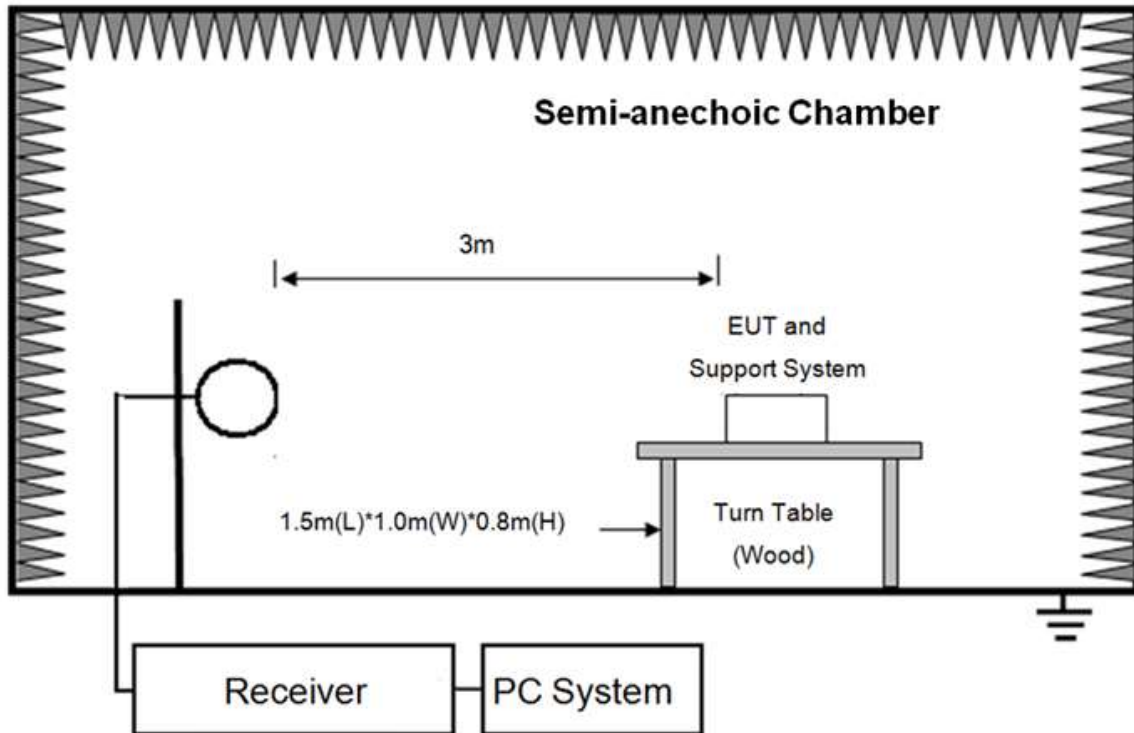 Semi-anechoic Chamber
3m
EUT and
Support System
1.5m(L)*1.0m(W)*0.8m(H)
Turn Table
(Wood)
Receiver
PC System